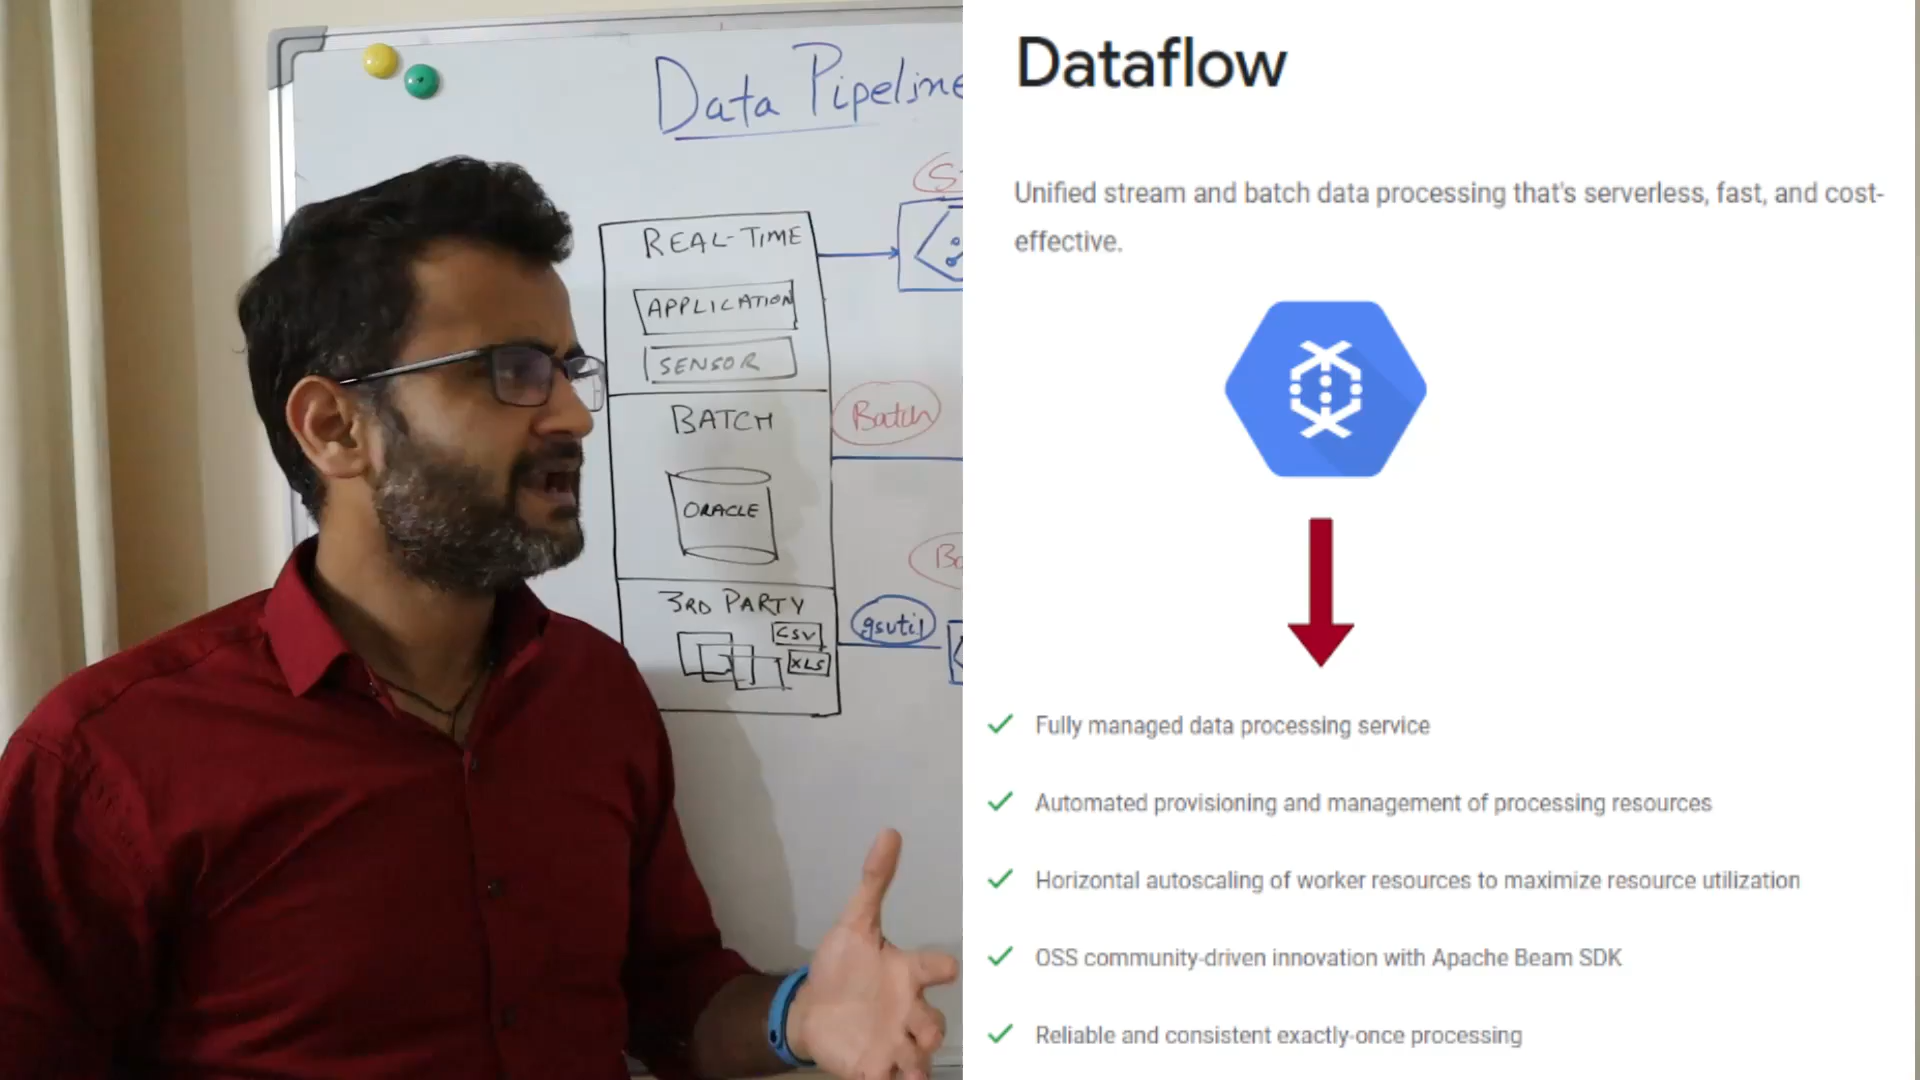 Data Pipeline
REAL-TIME
APPLICATION
SENSOR
BATCH
Batch
ORACLE
3RD PARTY
CSV
XLS
gsutil
Dataflow
Unified stream and batch data processing that's serverless, fast, and cost-
effective.
Fully managed data processing service
Automated provisioning and management of processing resources
Horizontal autoscaling of worker resources to maximize resource utilization
OSS community-driven innovation with Apache Beam SDK
Reliable and consistent exactly-once processing